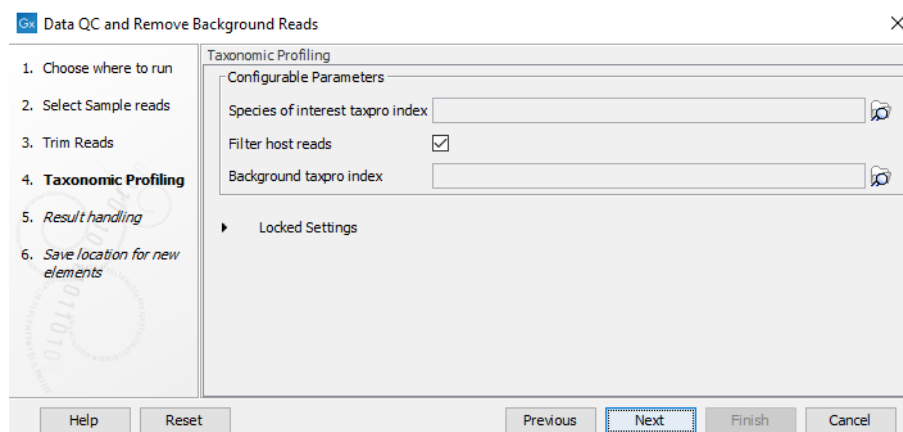 Gx Data QC and Remove Background Reads
1. Choose where to run
2. Select Sample reads
3. Trim Reads
4. Taxonomic Profiling
5. Result handling
6. Save location for new
elements
Taxonomic Profiling
Configurable Parameters
Species of interest taxpro index
Filter host reads
Background taxpro index
Locked Settings
Help
Reset
Previous
Next
Finish
Cancel